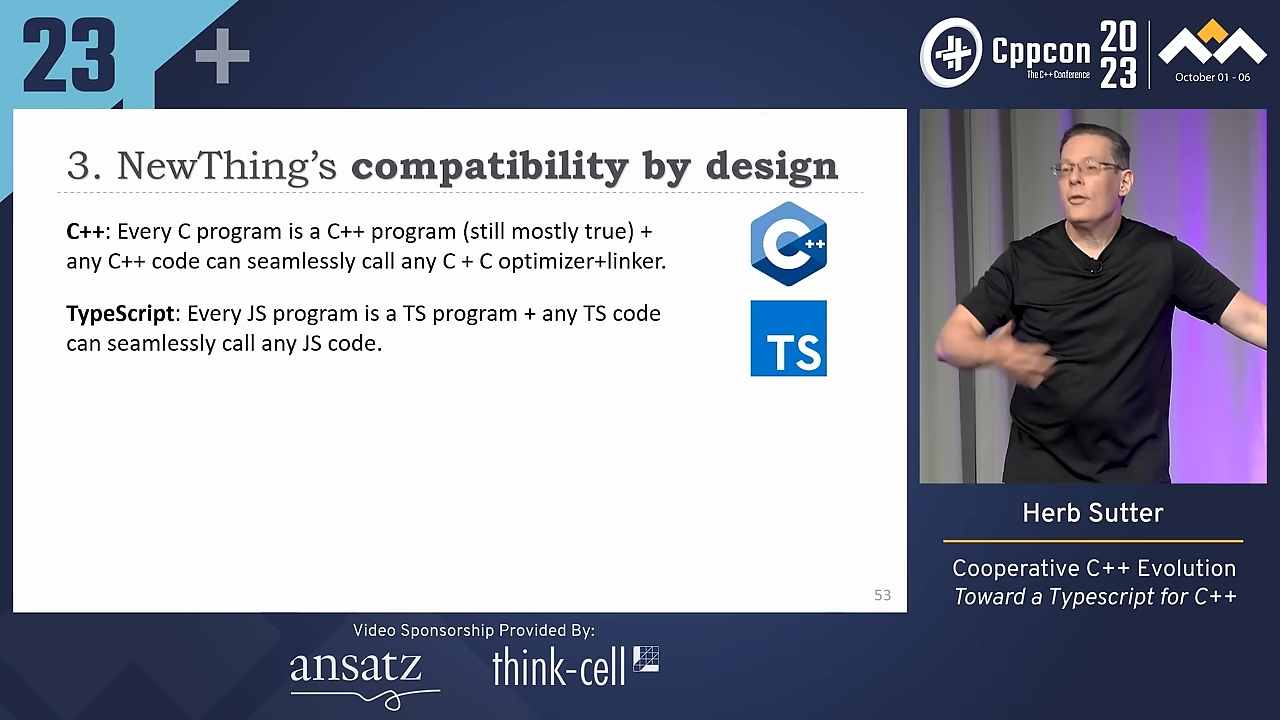 23
Cppcon
The C++ Conference
20
23
October 01 - 06
3. NewThing’s compatibility by design
C++: Every C program is a C++ program (still mostly true) +
any C++ code can seamlessly call any C + C optimizer+linker.
C++
TypeScript: Every JS program is a TS program + any TS code
can seamlessly call any JS code.
TS
53
Herb Sutter
Cooperative C++ Evolution
Toward a Typescript for C++
Video Sponsorship Provided By:
ansatz
think-cell